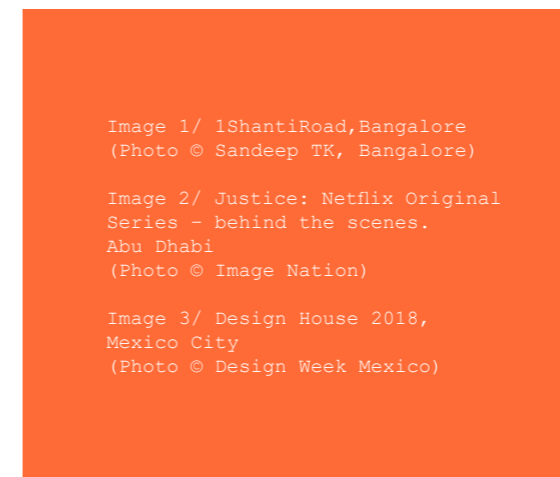 Image 1/ 1ShantiRoad,Bangalore
(Photo © Sandeep TK, Bangalore)
Image 2/ Justice: Netflix Original
Series – behind the scenes.
Abu Dhabi
(Photo © Image Nation)
Image 3/ Design House 2018,
Mexico City
(Photo © Design Week Mexico)